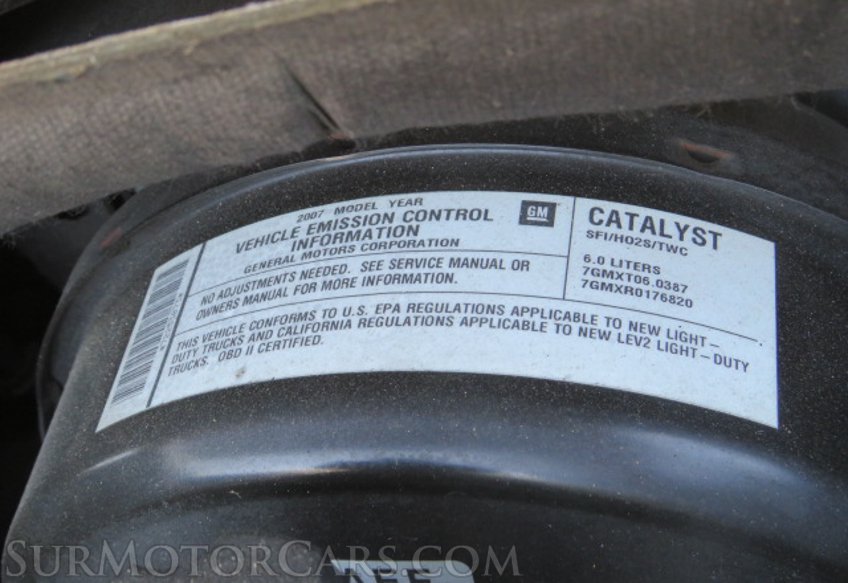 2007 MODEL YEAR
VEHICLE EMISSION CONTROL
INFORMATION
GENERAL MOTORS CORPORATION
GM
NO ADJUSTMENTS NEEDED. SEE SERVICE MANUAL OR
OWNERS MANUAL FOR MORE INFORMATION.
CATALYST
SFI/HO2S/TWC
6.0 LITERS
7GMXT06.0387
7GMXR0176820
THIS VEHICLE CONFORMS TO U.S. EPA REGULATIONS APPLICABLE TO NEW LIGHT-
DUTY TRUCKS AND CALIFORNIA REGULATIONS APPLICABLE TO NEW LEV2 LIGHT-DUTY
TRUCKS. OBD II CERTIFIED.
SURMOTORCARS.COM